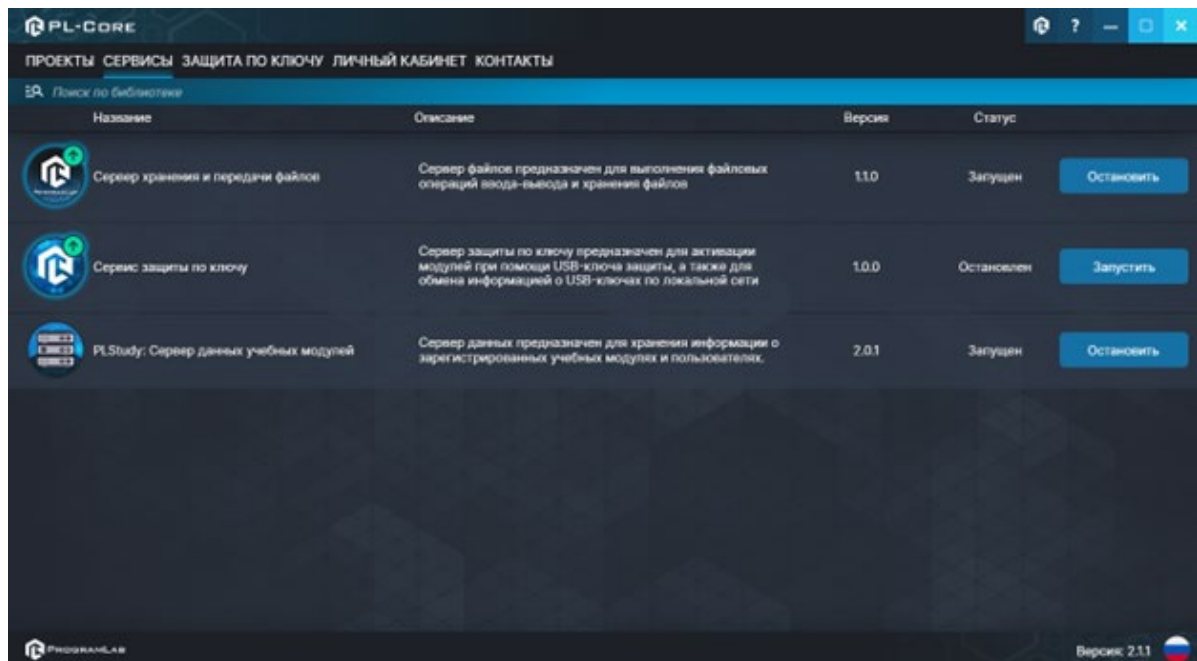 PL-CORE
?
ПРОЕКТЫ СЕРВИСЫ ЗАЩИТА ПО КЛЮЧУ ЛИЧНЫЙ КАБИНЕТ КОНТАКТЫ
Поиск по библиотеке
Название Описание Версия Статус
Сервер хранения и передачи файлов
Сервер файлов предназначен для выполнения файловых
операций ввода-вывода и хранения файлов
1.1.0 Запущен Остановить
Сервис защиты по ключу
Сервер защиты по ключу предназначен для активации
модулей при помощи USB-ключа защиты, а также для
обмена информацией о USB-ключах по локальной сети
1.0.0 Остановлен Запустить
PLStudy: Сервер данных учебных модулей
Сервер данных предназначен для хранения информации о
зарегистрированных учебных модулях и пользователях.
2.0.1 Запущен Остановить
PROGRAMLAB
Версия: 2.1.1